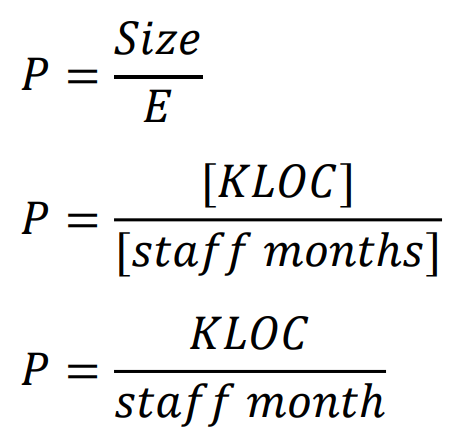 P = Size / E
P = [KLOC] / [staff months]
P = KLOC / staff month